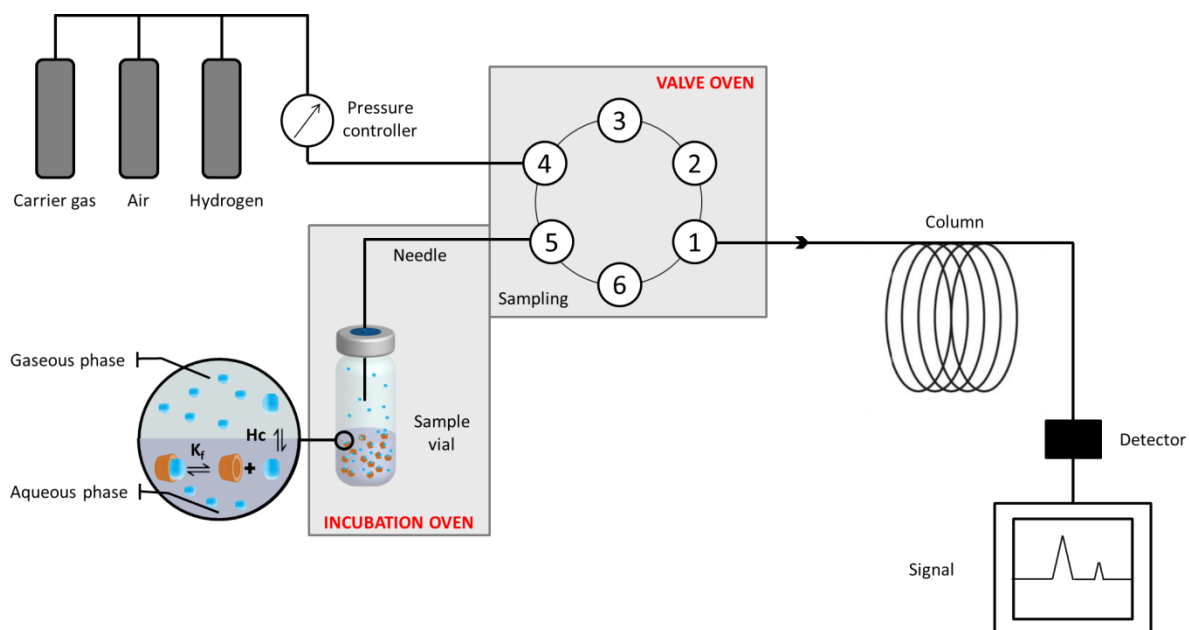 VALVE OVEN
Pressure
controller
3
4
2
Carrier gas
Air
Hydrogen
Column
5
1
Needle
6
Sampling
Gaseous phase
Hc
Kf
+
Sample
vial
Detector
Aqueous phase
INCUBATION OVEN
Signal